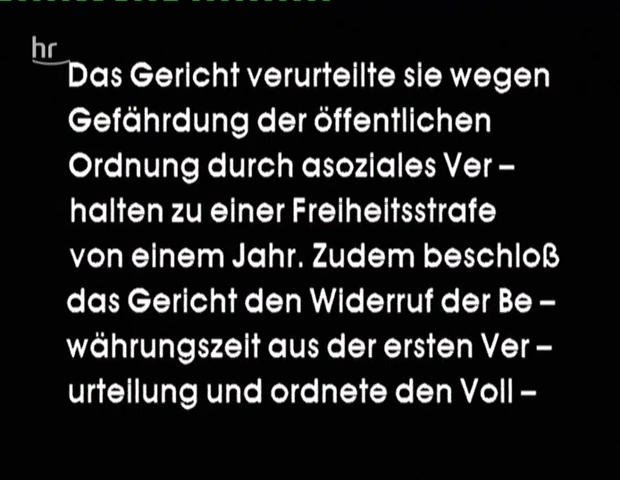 hr
Das Gericht verurteilte sie wegen
Gefährdung der öffentlichen
Ordnung durch asoziales Ver –
halten zu einer Freiheitsstrafe
von einem Jahr. Zudem beschloß
das Gericht den Widerruf der Be –
währungszeit aus der ersten Ver –
urteilung und ordnete den Voll –